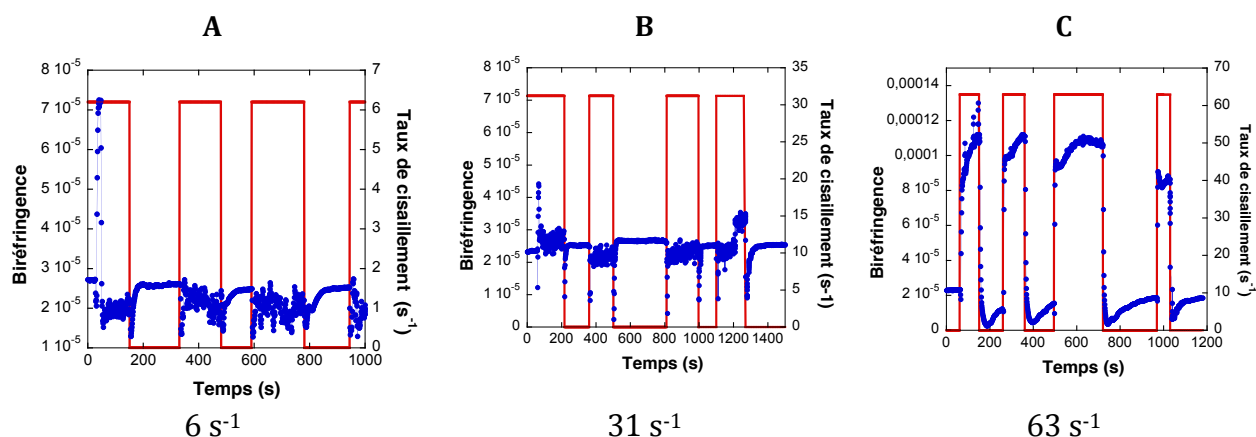 A
B
C
8 10⁻⁵
7 10⁻⁵
6 10⁻⁵
5 10⁻⁵
4 10⁻⁵
3 10⁻⁵
2 10⁻⁵
1 10⁻⁵
Biréfringence
7
6
5
4
3
2
1
0
Taux de cisaillement (s⁻¹)
0 200 400 600 800 1000
Temps (s)
6 s⁻¹
8 10⁻⁵
7 10⁻⁵
6 10⁻⁵
5 10⁻⁵
4 10⁻⁵
3 10⁻⁵
2 10⁻⁵
1 10⁻⁵
0
Biréfringence
35
30
25
20
15
10
5
0
Taux de cisaillement (s-1)
0 200 400 600 800 1000 1200 1400
Temps (s)
31 s⁻¹
0,00014
0,00012
0,0001
8 10⁻⁵
6 10⁻⁵
4 10⁻⁵
2 10⁻⁵
0
Biréfringence
70
60
50
40
30
20
10
0
Taux de cisaillement (s⁻¹)
0 200 400 600 800 1000 1200
Temps (s)
63 s⁻¹